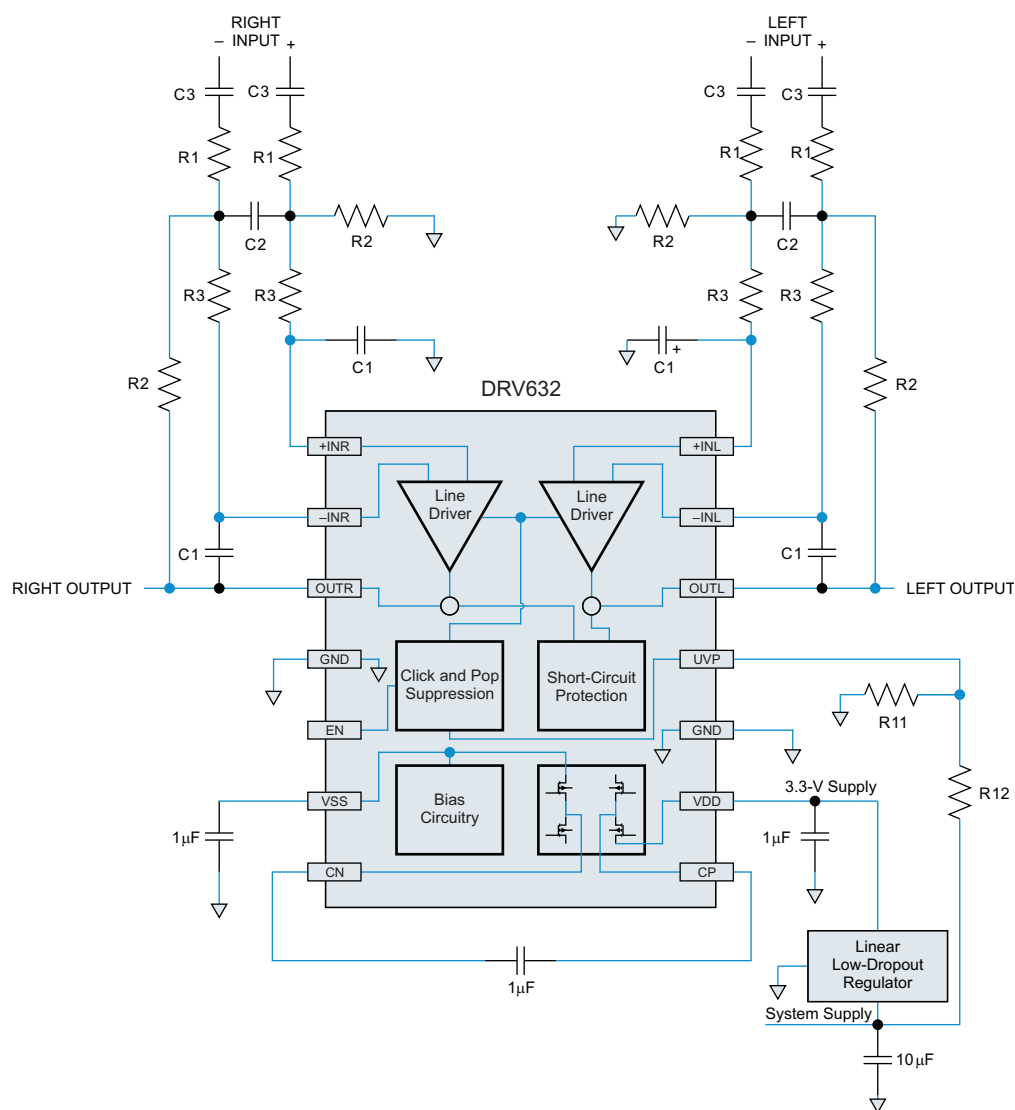 RIGHT INPUT
– +
LEFT INPUT
– +
C3 C3
C3 C3
R1 R1
R1 R1
C2 R2
R2 C2
R3 R3
R3 R3
C1
C1 +
R2
R2
DRV632
+INR
+INL
Line Driver
Line Driver
–INR
–INL
C1
C1
RIGHT OUTPUT
OUTR
OUTL
LEFT OUTPUT
GND
UVP
Click and Pop Suppression
Short-Circuit Protection
R11
EN
GND
R12
3.3-V Supply
VSS
Bias Circuitry
VDD
1μF
1μF
CN
CP
1μF
Linear Low-Dropout Regulator
System Supply
10μF